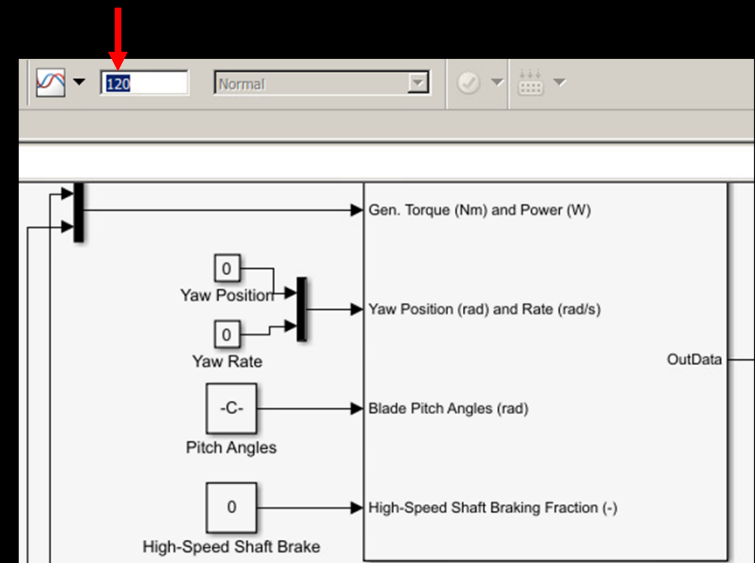 120
Normal
Gen. Torque (Nm) and Power (W)
0
Yaw Position
Yaw Position (rad) and Rate (rad/s)
0
Yaw Rate
OutData
-C-
Blade Pitch Angles (rad)
Pitch Angles
0
High-Speed Shaft Braking Fraction (-)
High-Speed Shaft Brake